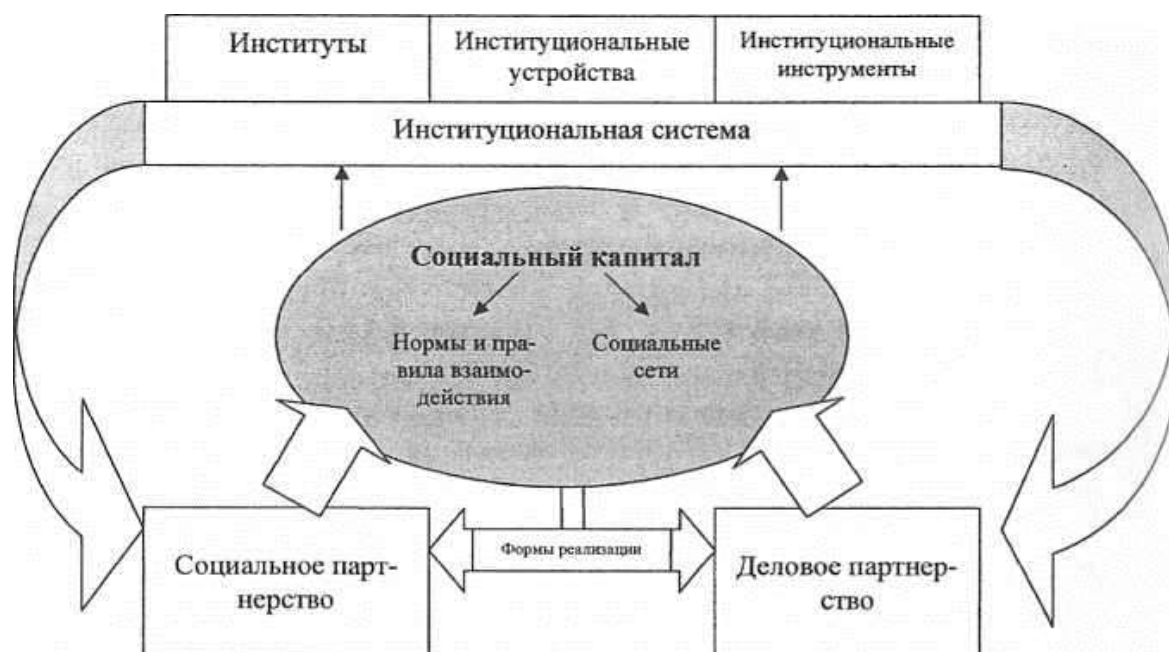 Институты
Институциональные
устройства
Институциональные
инструменты
Институциональная система
Социальный капитал
Нормы и пра-
вила взаимо-
действия
Социальные
сети
Формы реализации
Социальное парт-
нерство
Деловое партнер-
ство